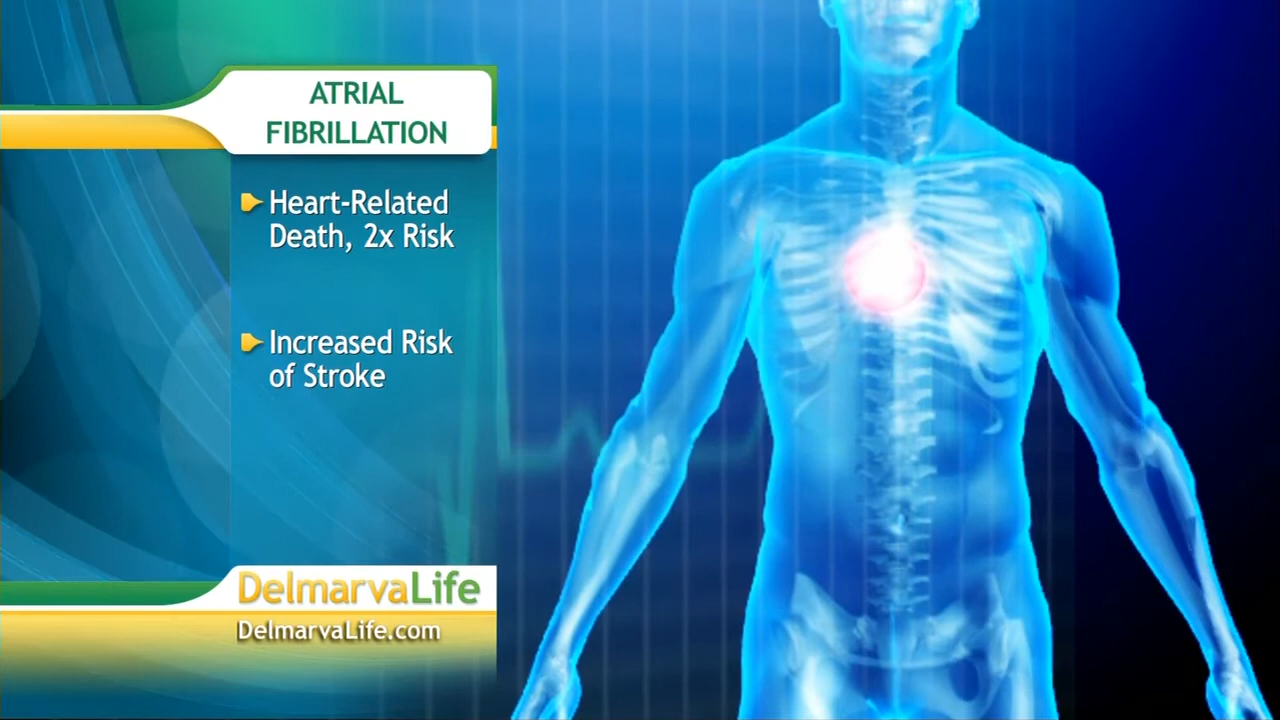 ATRIAL
FIBRILLATION
Heart-Related
Death, 2x Risk
Increased Risk
of Stroke
DelmarvaLife
DelmarvaLife.com